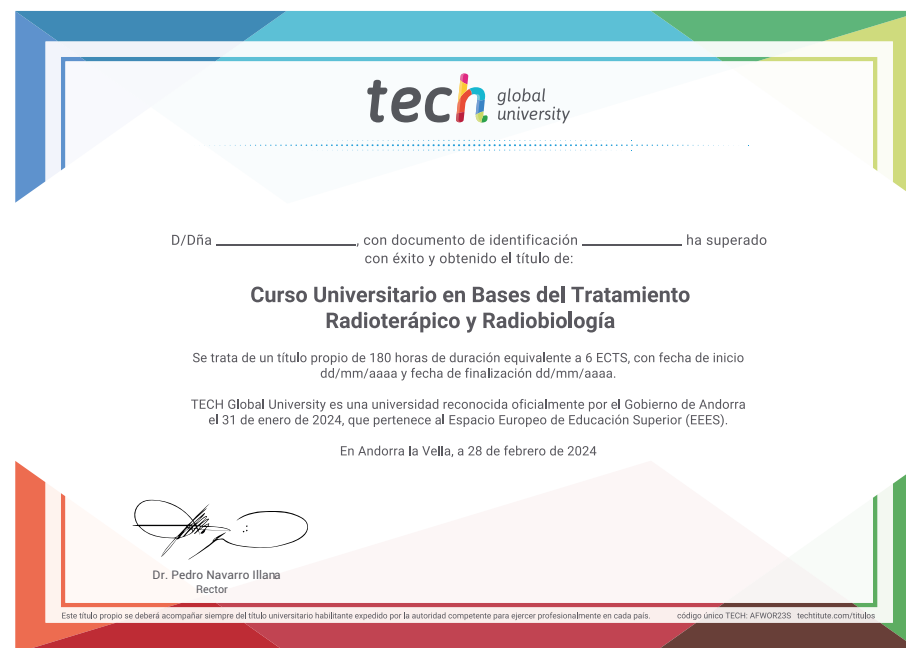 tech global university
D/Dña ____________, con documento de identificación ____________ ha superado
con éxito y obtenido el título de:
Curso Universitario en Bases del Tratamiento
Radioterápico y Radiobiología
Se trata de un título propio de 180 horas de duración equivalente a 6 ECTS, con fecha de inicio
dd/mm/aaaa y fecha de finalización dd/mm/aaaa.
TECH Global University es una universidad reconocida oficialmente por el Gobierno de Andorra
el 31 de enero de 2024, que pertenece al Espacio Europeo de Educación Superior (EEES).
En Andorra la Vella, a 28 de febrero de 2024
Dr. Pedro Navarro Illana
Rector
Este título propio se deberá acompañar siempre del título universitario habilitante expedido por la autoridad competente para ejercer profesionalmente en cada país. código único TECH: AFWOR23S techtitute.com/titulos